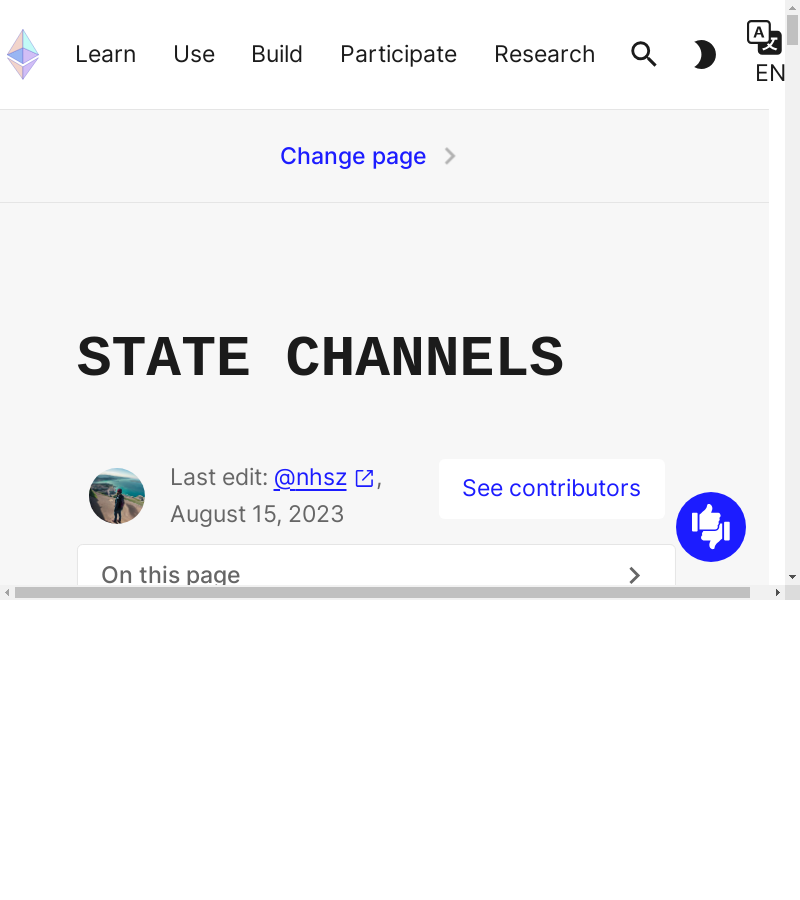 Learn Use Build Participate Research
A 文
EN
Change page
STATE CHANNELS
Last edit: @nhsz ,
August 15, 2023
See contributors
On this page